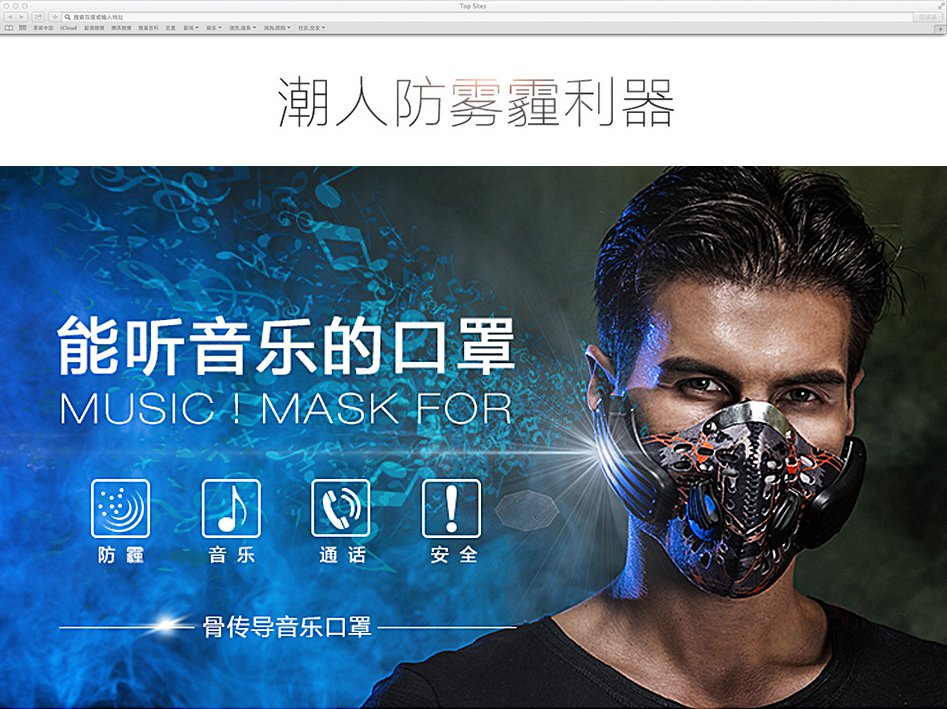 Top Sites
搜索百度或输入地址
苹果中国 iCloud 新浪微博 腾讯微博 维基百科 百度 新闻 娱乐 便民服务 网购/团购 社区交友
潮人防雾霾利器
能听音乐的口罩
MUSIC ! MASK FOR
防霾 音乐 通话 安全
骨传导音乐口罩